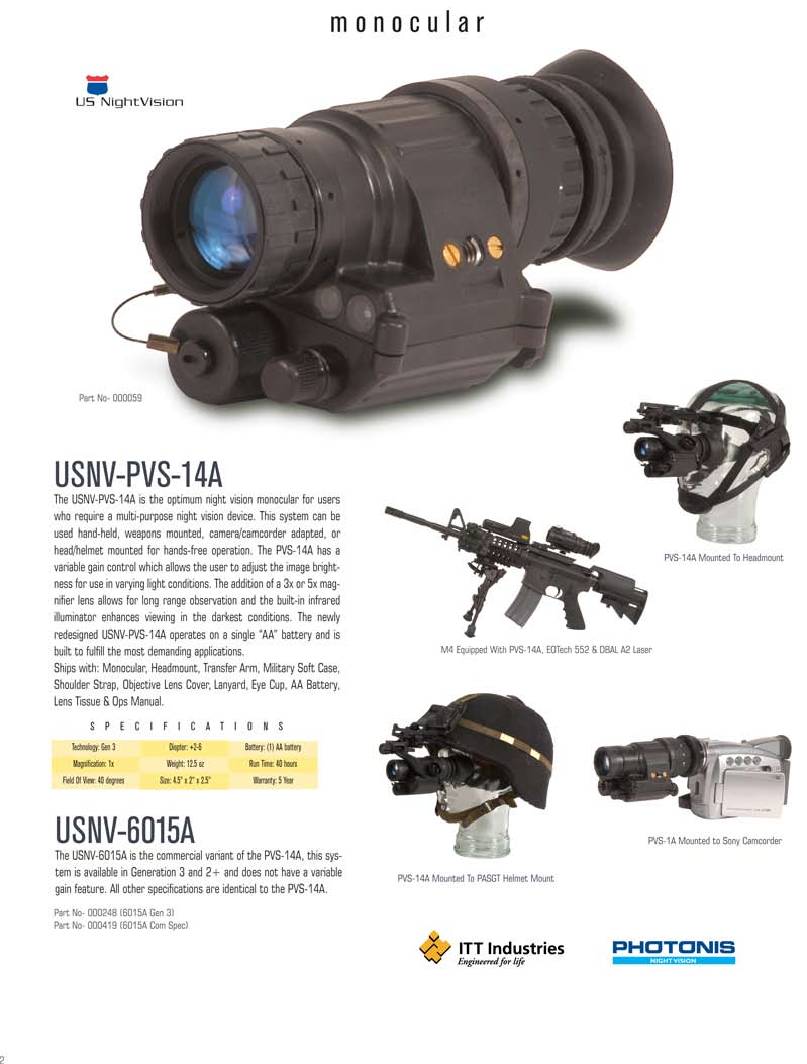 monocular
US NightVision
Part No- 000059
USNV-PVS-14A
The USNV-PVS-14A is the optimum night vision monocular for users
who require a multi-purpose night vision device. This system can be
used hand-held, weapons mounted, camera/camcorder adapted, or
head/helmet mounted for hands-free operation. The PVS-14A has a
variable gain control which allows the user to adjust the image bright-
ness for use in varying light conditions. The addition of a 3x or 5x mag-
nifier lens allows for long range observation and the built-in infrared
illuminator enhances viewing in the darkest conditions. The newly
redesigned USNV-PVS-14A operates on a single "AA" battery and is
built to fulfill the most demanding applications.
Ships with: Monocular, Headmount, Transfer Arm, Military Soft Case,
Shoulder Strap, Objective Lens Cover, Lanyard, Eye Cup, AA Battery,
Lens Tissue & Ops Manual.
SPECIFICATIONS
Technology: Gen 3 Diopter: +2-6 Battery: (1) AA battery
Magnification: 1x Weight: 12.5 oz Run Time: 40 hours
Field Of View: 40 degrees Size: 4.5" x 2" x 2.5" Warranty: 5 Year
USNV-6015A
The USNV-6015A is the commercial variant of the PVS-14A, this sys-
tem is available in Generation 3 and 2+ and does not have a variable
gain feature. All other specifications are identical to the PVS-14A.
Part No- 000248 (6015A Gen 3)
Part No- 000419 (6015A Com Spec)
PVS-14A Mounted To Headmount
M4 Equipped With PVS-14A, EOTech 552 & DBAL A2 Laser
PVS-14A Mounted To PASGT Helmet Mount
PVS-1A Mounted to Sony Camcorder
ITT Industries
Engineered for life
PHOTONIS
NIGHT VISION
2